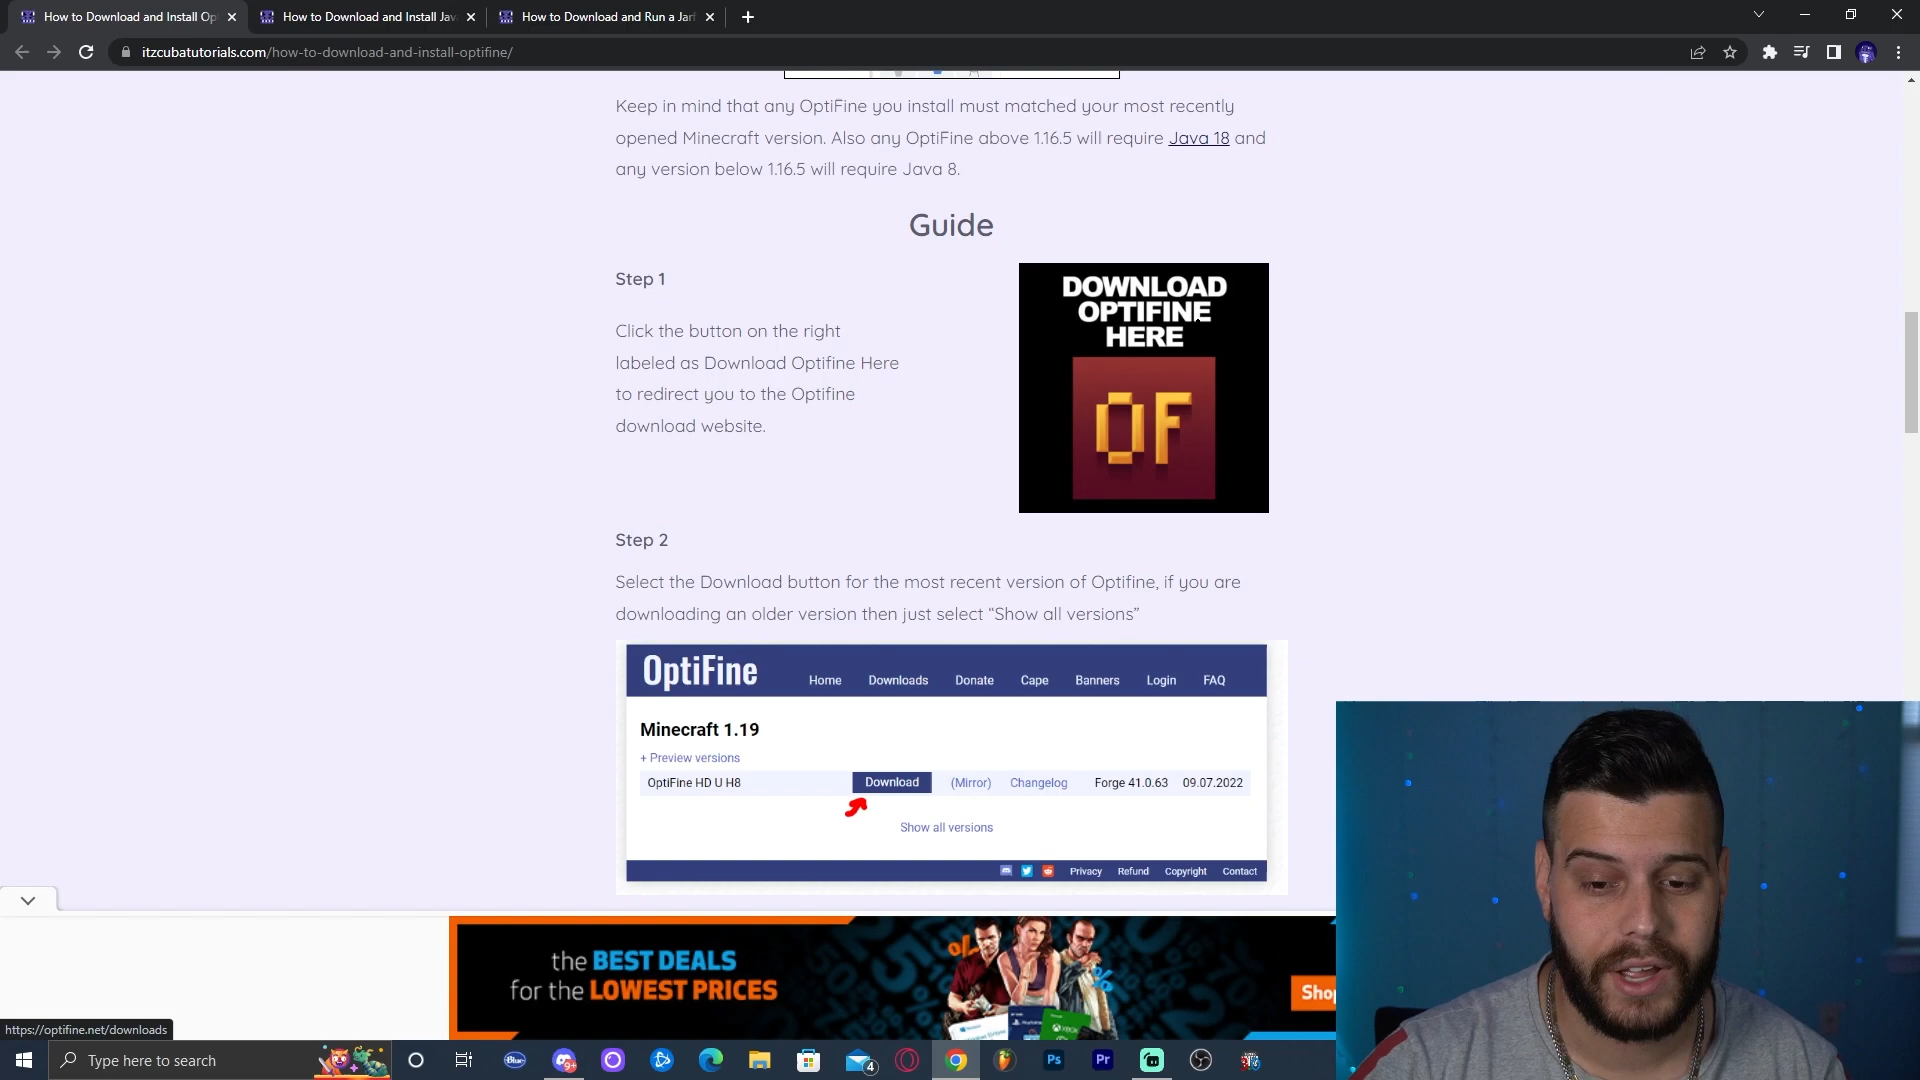 How to Download and Install Op
How to Download and Install Jav
How to Download and Run a Jar
itzcubatutorials.com/how-to-download-and-install-optifine/
Keep in mind that any OptiFine you install must matched your most recently
opened Minecraft version. Also any OptiFine above 1.16.5 will require Java 18 and
any version below 1.16.5 will require Java 8.
Guide
Step 1
Click the button on the right
labeled as Download Optifine Here
to redirect you to the Optifine
download website.
DOWNLOAD
OPTIFINE
HERE
OF
Step 2
Select the Download button for the most recent version of Optifine, if you are
downloading an older version then just select “Show all versions”
OptiFine Home Downloads Donate Cape Banners Login FAQ
Minecraft 1.19
+ Preview versions
OptiFine HD U H8 Download (Mirror) Changelog Forge 41.0.63 09.07.2022
Show all versions
Privacy Refund Copyright Contact
the BEST DEALS
for the LOWEST PRICES
Shop
https://optifine.net/downloads
Type here to search
Blue
9+
4
Ps
Pr